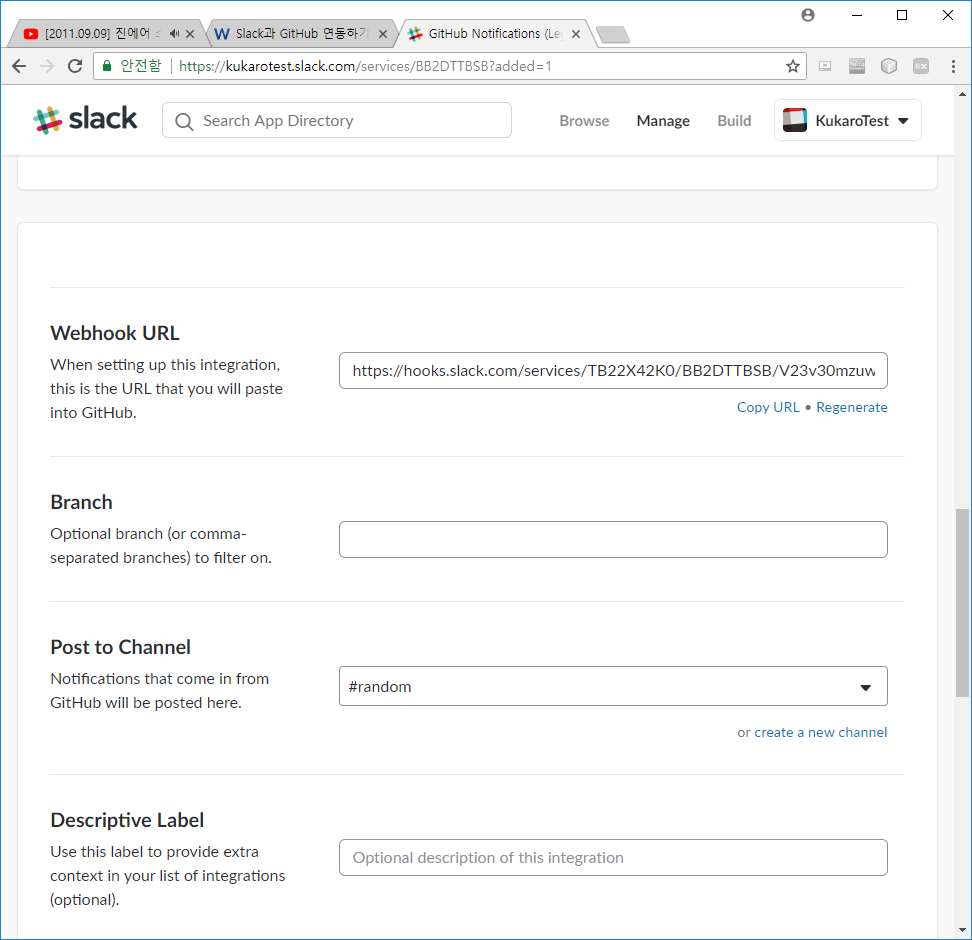 [2011.09.09] 진에어
Slack과 GitHub 연동하기
GitHub Notifications (Le
안전함
https://kukarotest.slack.com/services/BB2DTTBSB?added=1
slack
Search App Directory
Browse
Manage
Build
KukaroTest
Webhook URL
When setting up this integration,
this is the URL that you will paste
into GitHub.
https://hooks.slack.com/services/TB22X42K0/BB2DTTBSB/V23v30mzuw
Copy URL • Regenerate
Branch
Optional branch (or comma-
separated branches) to filter on.
Post to Channel
Notifications that come in from
GitHub will be posted here.
#random
or create a new channel
Descriptive Label
Use this label to provide extra
context in your list of integrations
(optional).
Optional description of this integration